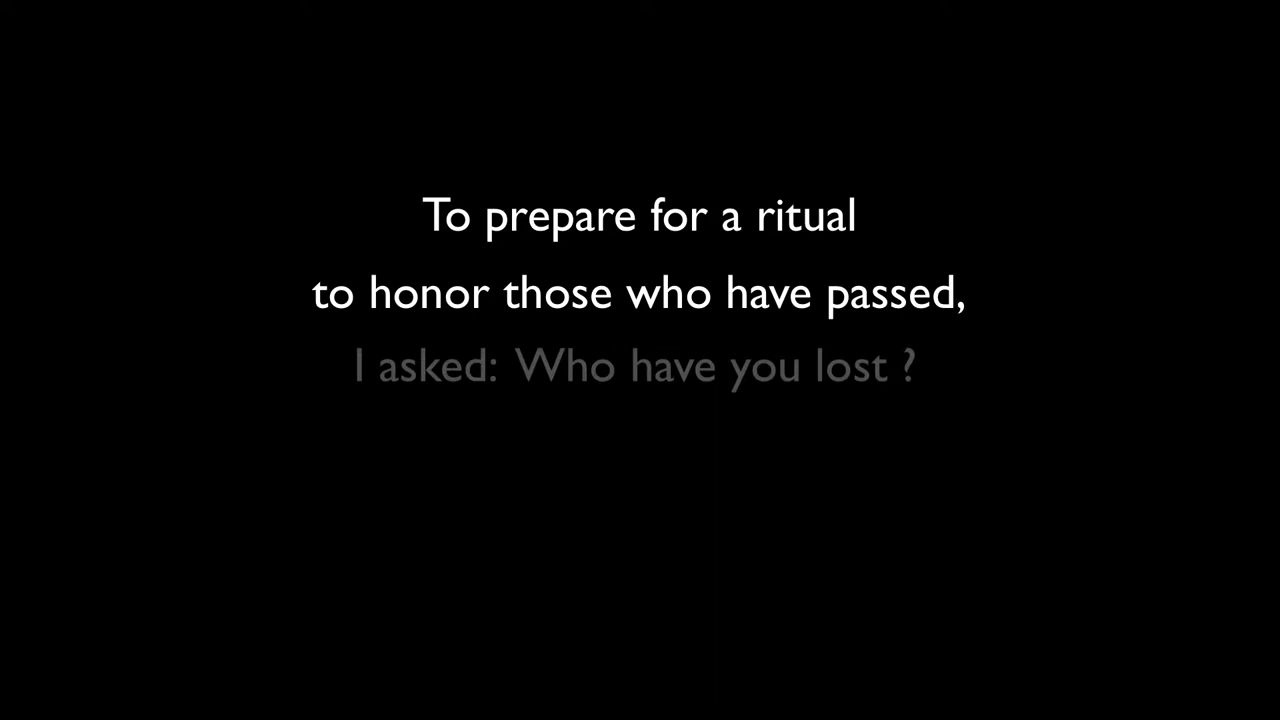 To prepare for a ritual
to honor those who have passed,
I asked: Who have you lost ?